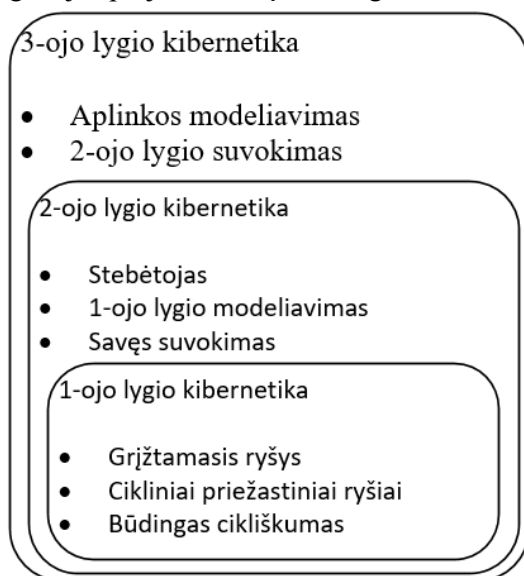 3-ojo lygio kibernetika
• Aplinkos modeliavimas
• 2-ojo lygio suvokimas
2-ojo lygio kibernetika
• Stebėtojas
• 1-ojo lygio modeliavimas
• Savęs suvokimas
1-ojo lygio kibernetika
• Grįžtamasis ryšys
• Cikliniai priežastiniai ryšiai
• Būdingas cikliškumas